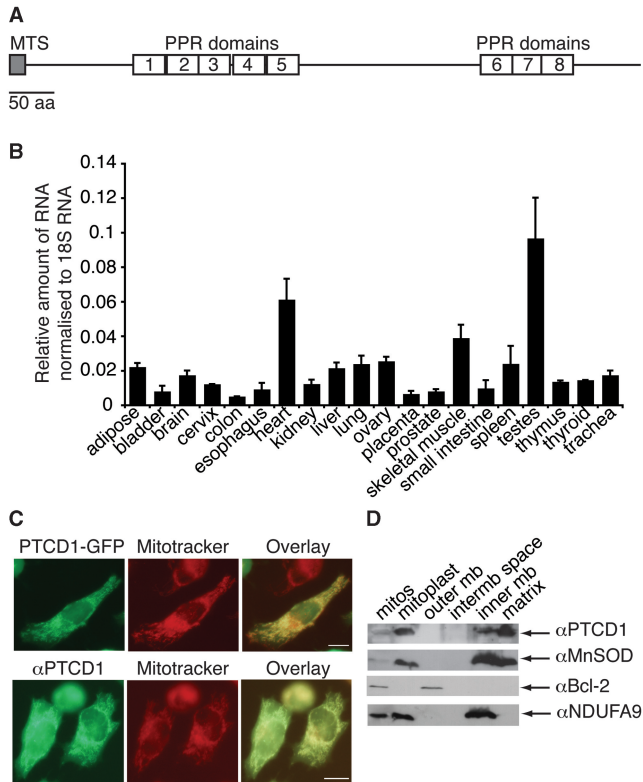 A
MTS
PPR domains
PPR domains
1 2 3 4 5
6 7 8
50 aa
B
Relative amount of RNA
normalised to 18S RNA
0.14
0.12
0.1
0.08
0.06
0.04
0.02
0
adipose
bladder
brain
cervix
colon
esophagus
heart
kidney
liver
lung
ovary
placenta
prostate
skeletal muscle
small intestine
spleen
testes
thymus
thyroid
trachea
C
PTCD1-GFP Mitotracker Overlay
αPTCD1 Mitotracker Overlay
D
mitos
mitoplast
outer mb
intermb space
inner mb
matrix
αPTCD1
αMnSOD
αBcl-2
αNDUFA9